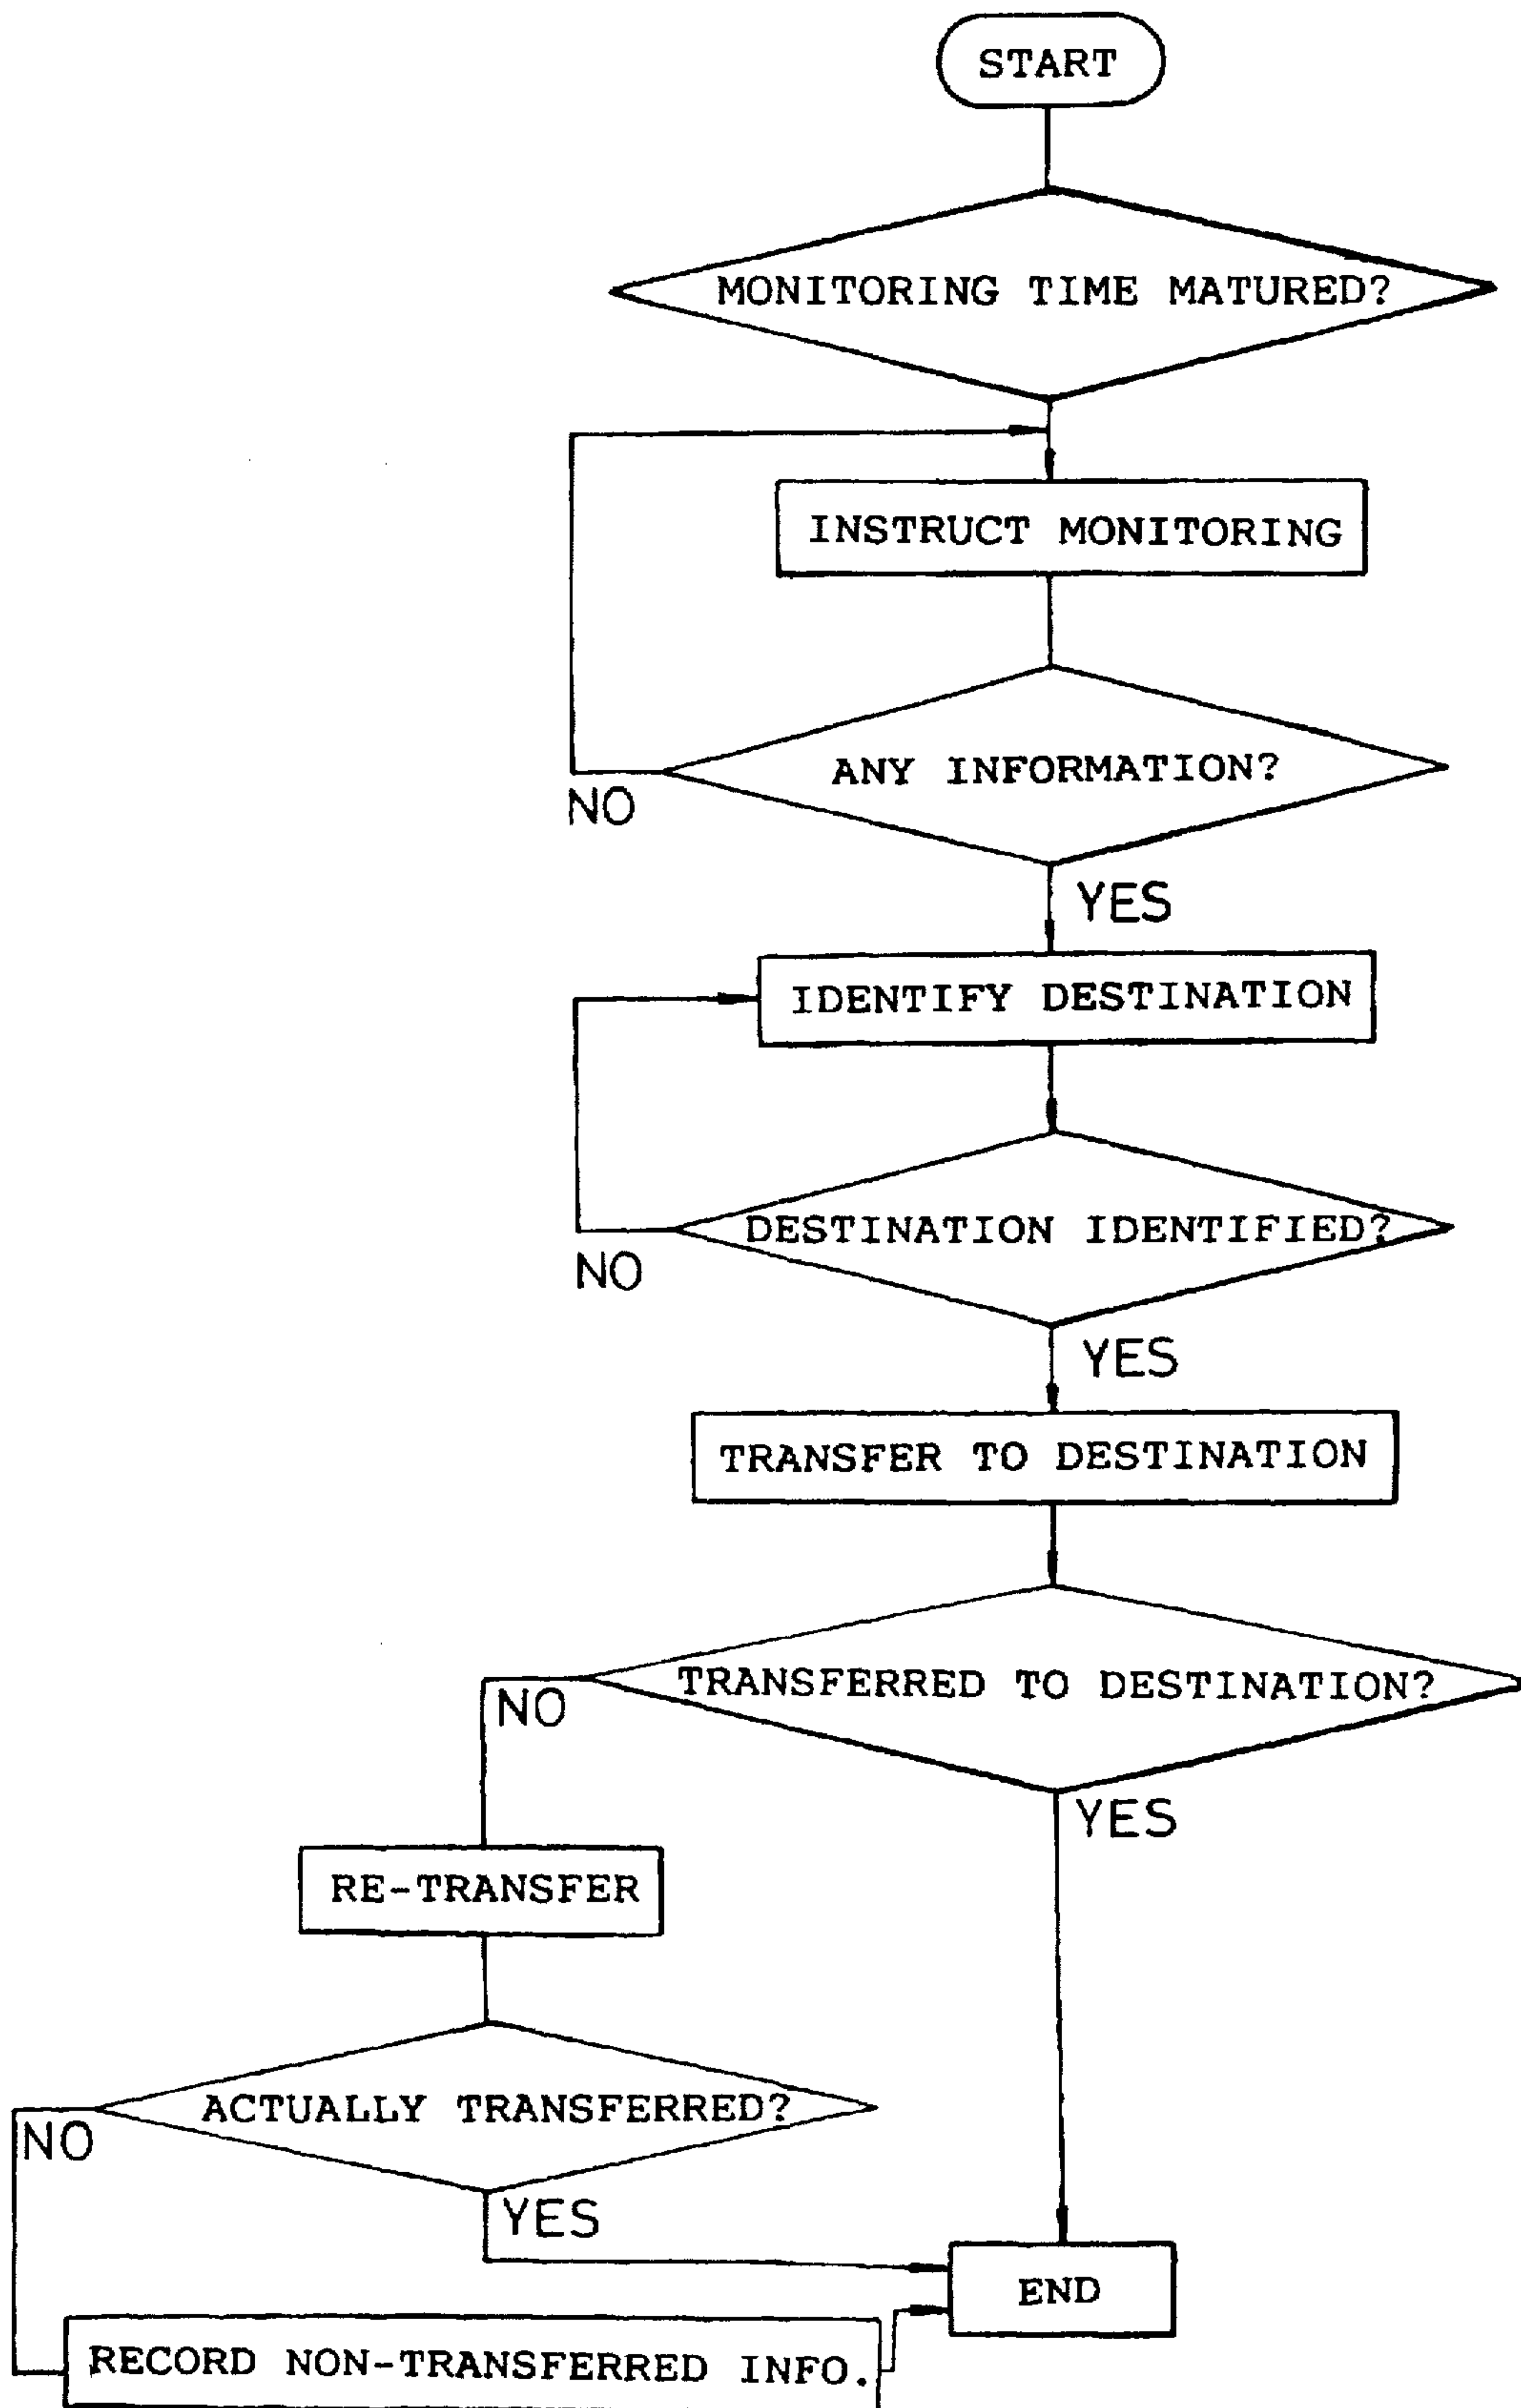 START
MONITORING TIME MATURED?
INSTRUCT MONITORING
ANY INFORMATION?
NO
YES
IDENTIFY DESTINATION
DESTINATION IDENTIFIED?
NO
YES
TRANSFER TO DESTINATION
TRANSFERRED TO DESTINATION?
NO
YES
RE-TRANSFER
ACTUALLY TRANSFERRED?
NO
YES
END
RECORD NON-TRANSFERRED INFO.